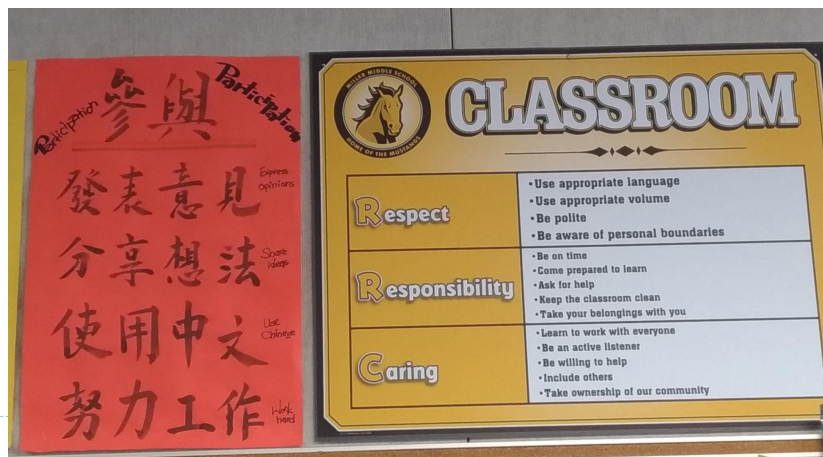 Participation
參與
Participation
發表意見
Express opinions
分享想法
Share ideas
使用中文
Use Chinese
努力工作
Work hard
MILLER MIDDLE SCHOOL
HOME OF THE MUSTANGS
CLASSROOM
Respect
•Use appropriate language
•Use appropriate volume
•Be polite
•Be aware of personal boundaries
Responsibility
•Be on time
•Come prepared to learn
•Ask for help
•Keep the classroom clean
•Take your belongings with you
Caring
•Learn to work with everyone
•Be an active listener
•Be willing to help
•Include others
•Take ownership of our community